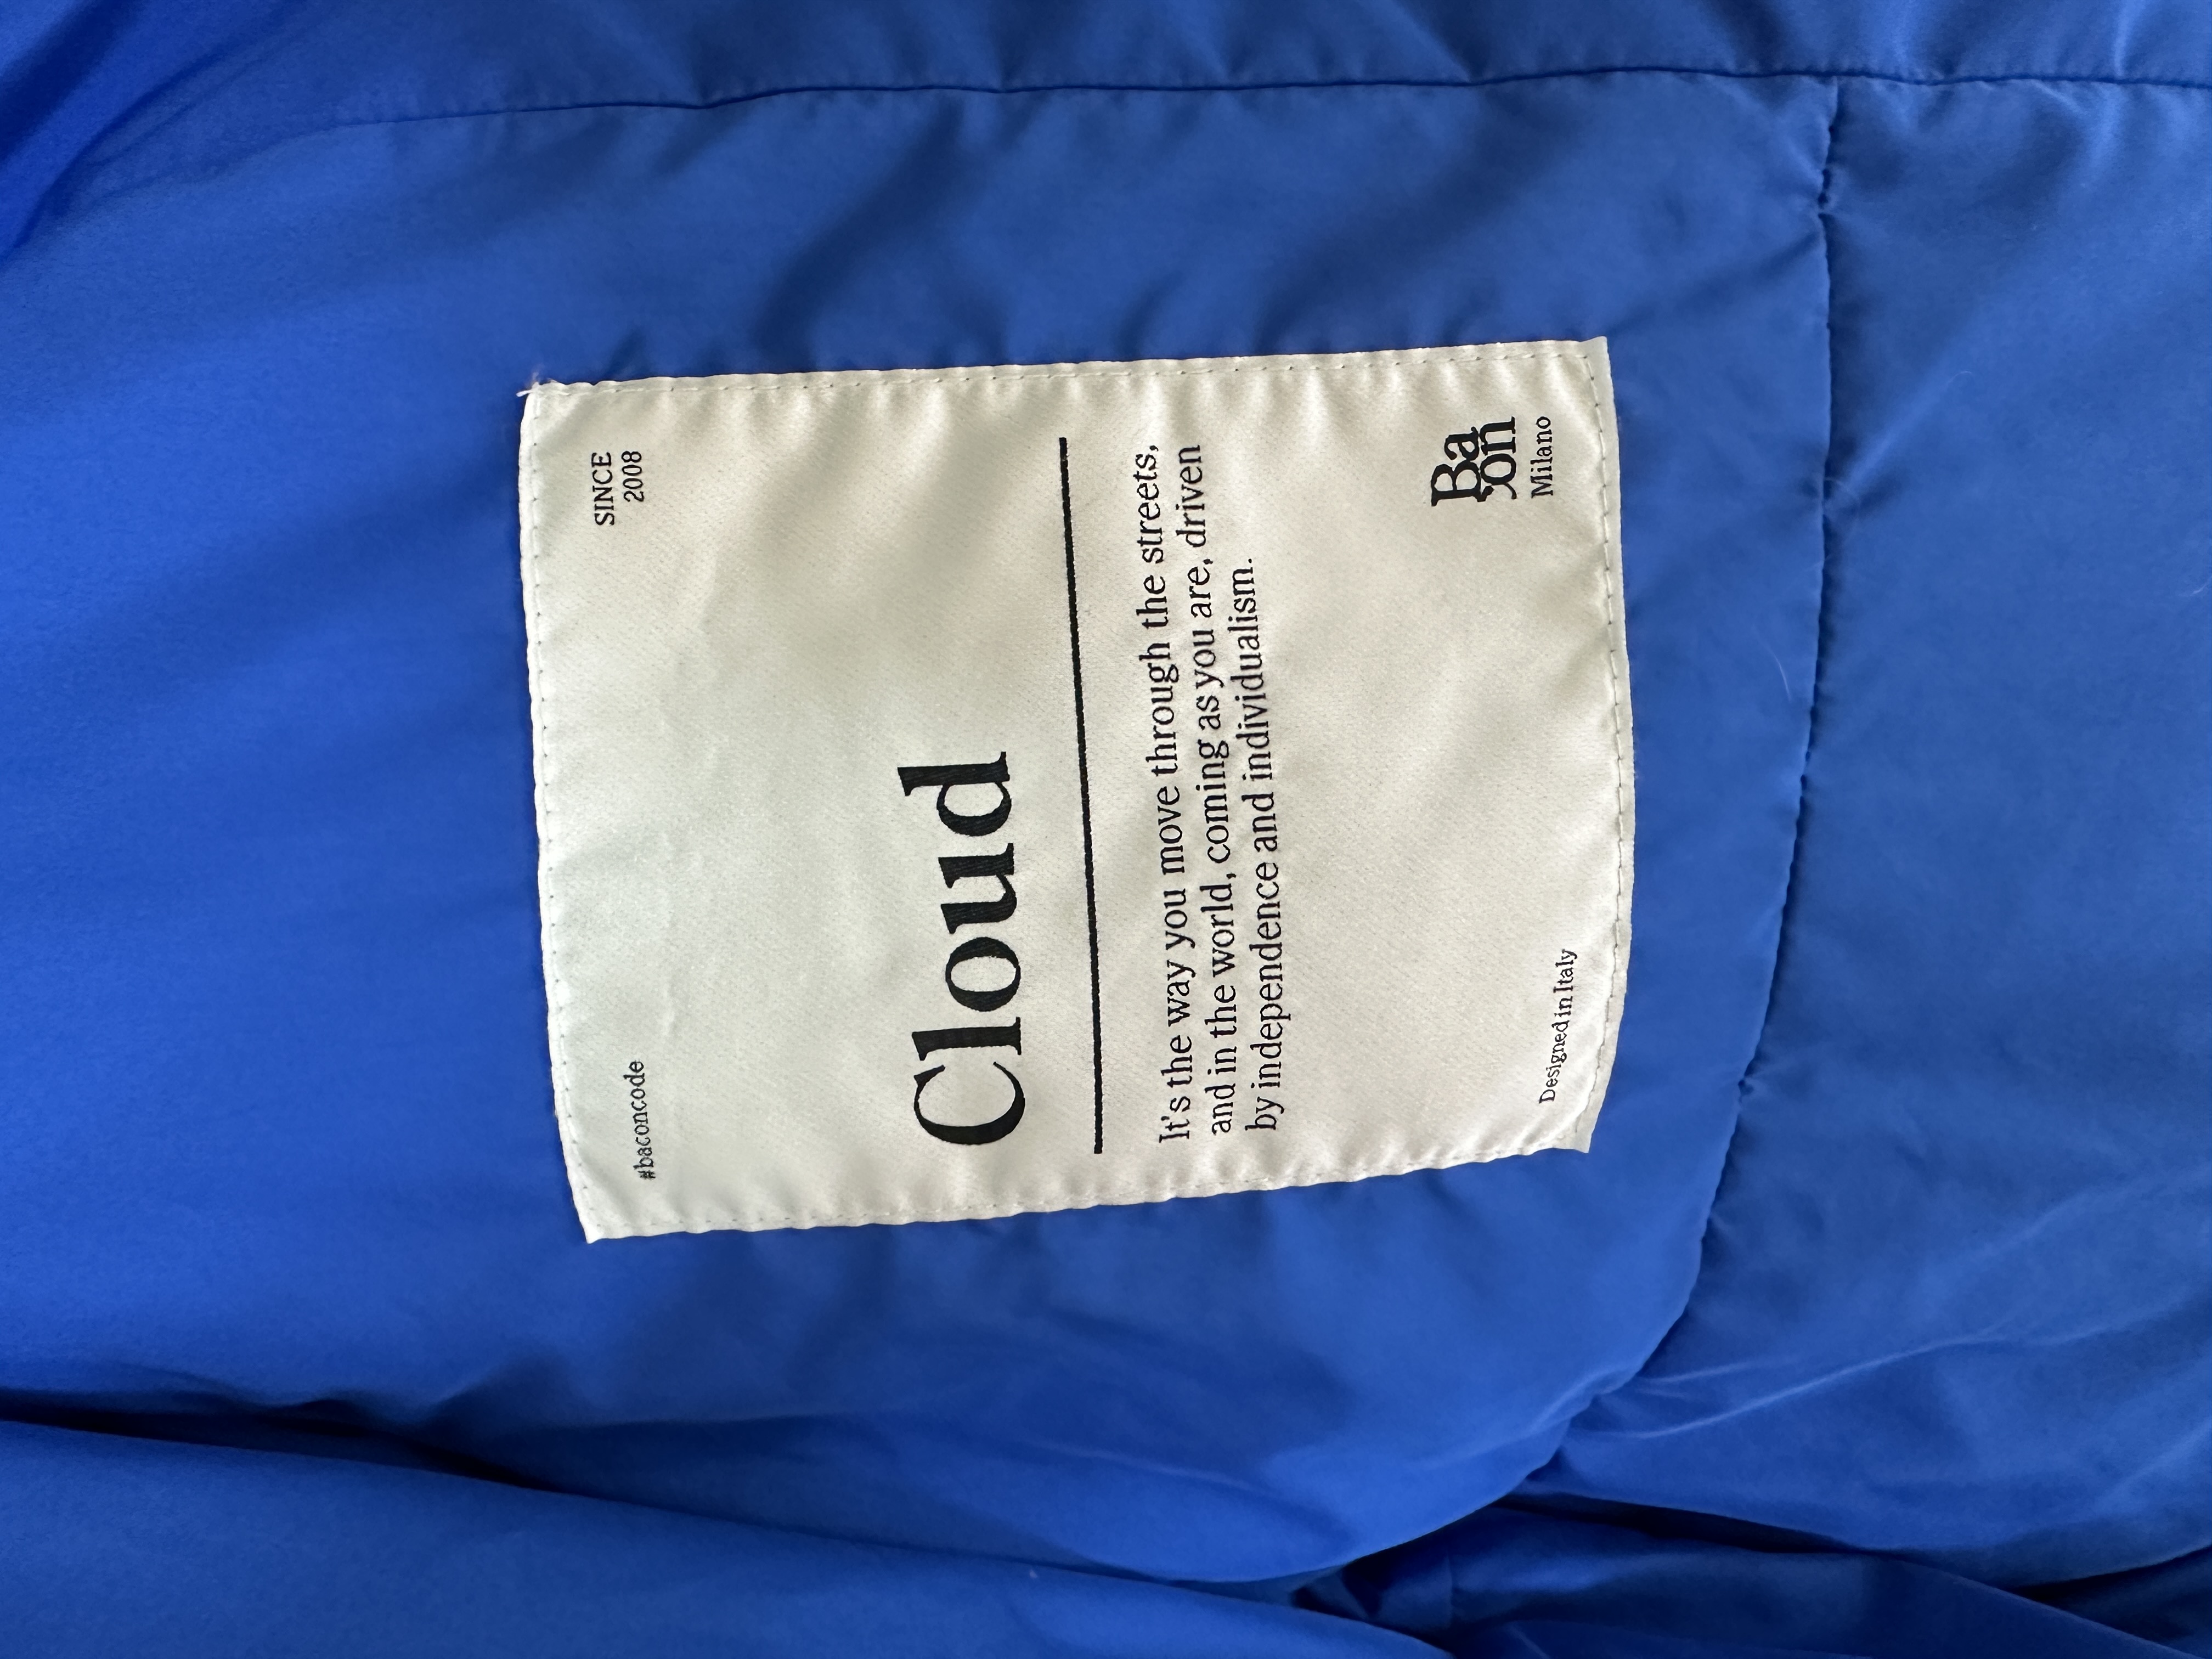 #baconcode
SINCE
2008
Cloud
It's the way you move through the streets,
and in the world, coming as you are, driven
by independence and individualism.
Designed in Italy
Ba
con
Milano